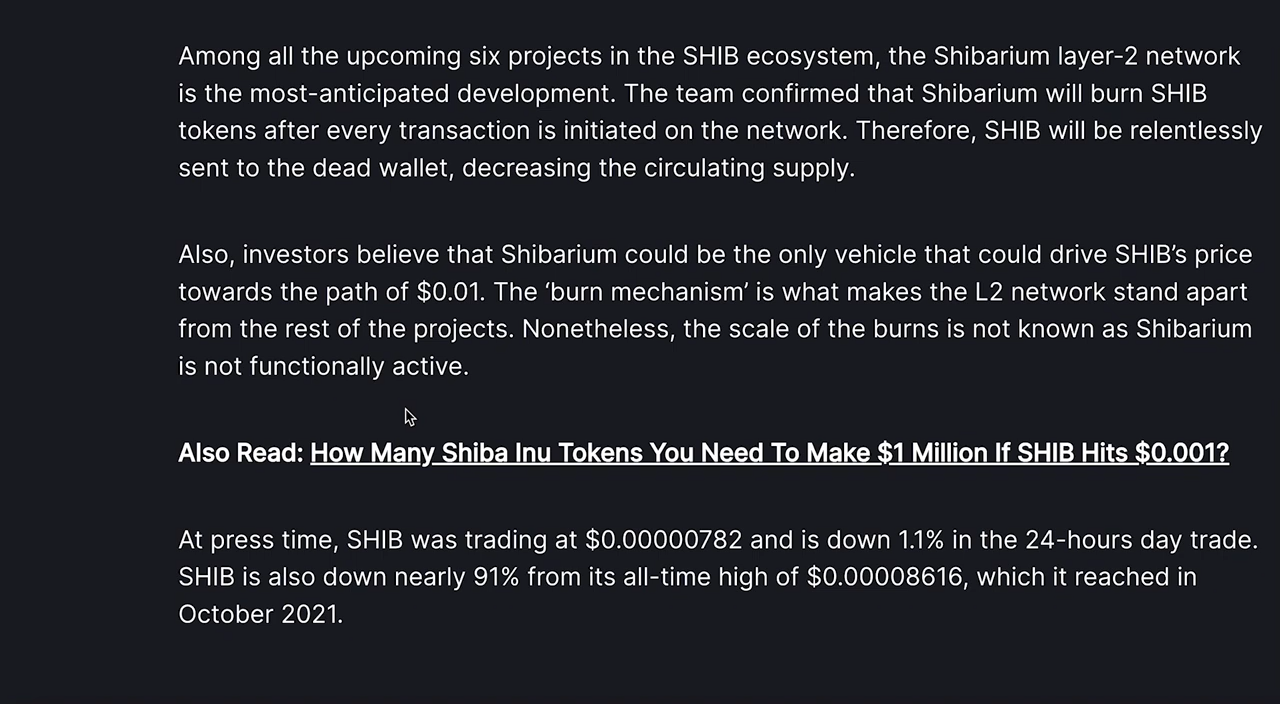 Among all the upcoming six projects in the SHIB ecosystem, the Shibarium layer-2 network
is the most-anticipated development. The team confirmed that Shibarium will burn SHIB
tokens after every transaction is initiated on the network. Therefore, SHIB will be relentlessly
sent to the dead wallet, decreasing the circulating supply.
Also, investors believe that Shibarium could be the only vehicle that could drive SHIB’s price
towards the path of $0.01. The ‘burn mechanism’ is what makes the L2 network stand apart
from the rest of the projects. Nonetheless, the scale of the burns is not known as Shibarium
is not functionally active.
Also Read: How Many Shiba Inu Tokens You Need To Make $1 Million If SHIB Hits $0.001?
At press time, SHIB was trading at $0.00000782 and is down 1.1% in the 24-hours day trade.
SHIB is also down nearly 91% from its all-time high of $0.00008616, which it reached in
October 2021.